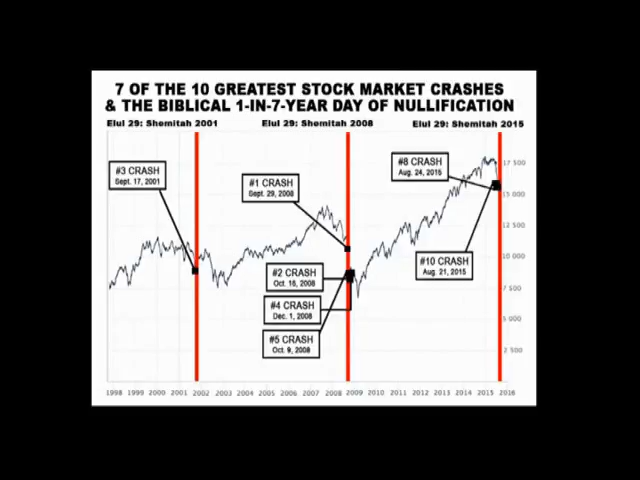 7 OF THE 10 GREATEST STOCK MARKET CRASHES
& THE BIBLICAL 1-IN-7-YEAR DAY OF NULLIFICATION
Elul 29: Shemitah 2001
Elul 29: Shemitah 2008
Elul 29: Shemitah 2015
#3 CRASH
Sept. 17, 2001
#1 CRASH
Sept. 29, 2008
#8 CRASH
Aug. 24, 2015
#10 CRASH
Aug. 21, 2015
#2 CRASH
#4 CRASH
Dec. 1, 2008
#5 CRASH
Oct. 9, 2008
17 500
15 000
12 500
10 000
7 500
5 000
2 500
1998 1999 2000 2001 2002 2003 2004 2005 2006 2007 2008 2009 2010 2011 2012 2013 2014 2015 2016